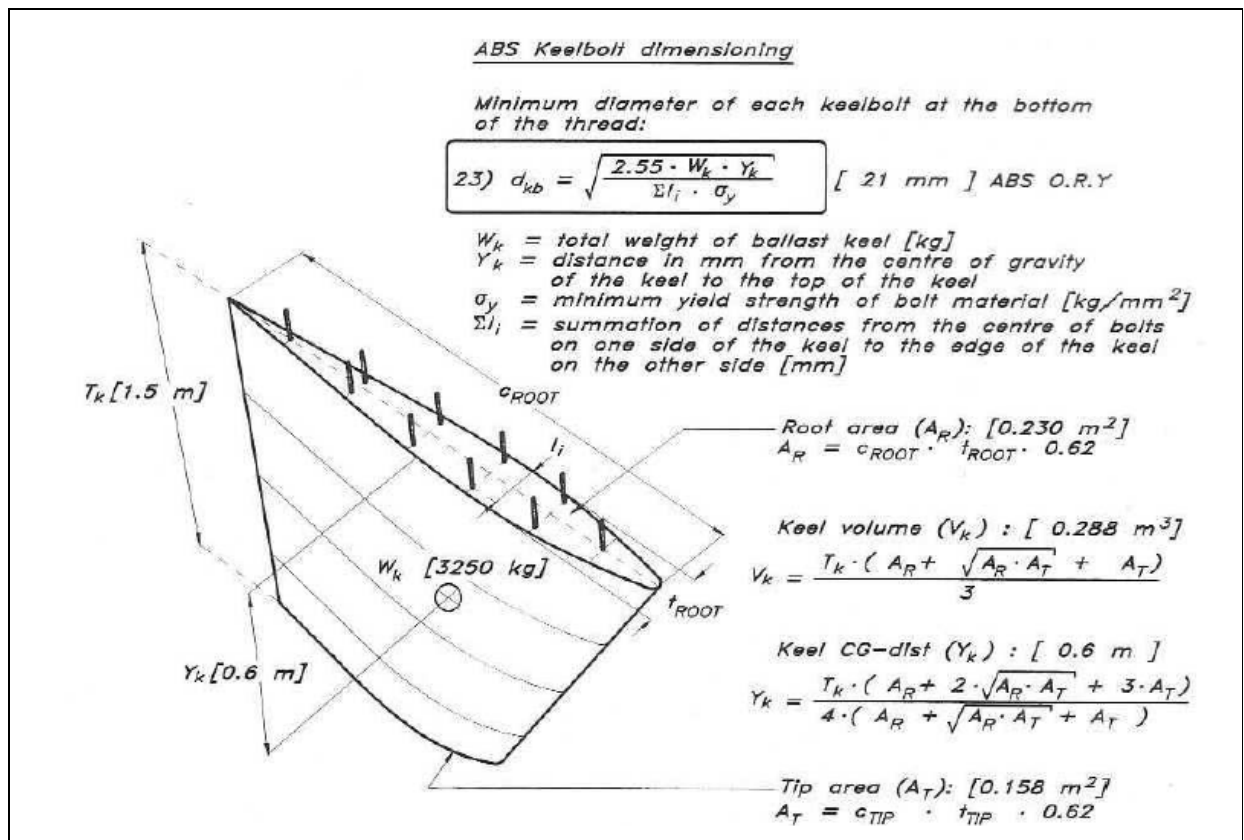 ABS Keelbolt dimensioning
Minimum diameter of each keelbolt at the bottom
of the thread:
23) d_kb = √(2.55 · W_k · Y_k / Σl_i · σ_y) [ 21 mm ] ABS O.R.Y
W_k = total weight of ballast keel [kg]
Y_k = distance in mm from the centre of gravity
of the keel to the top of the keel
σ_y = minimum yield strength of bolt material [kg/mm²]
Σl_i = summation of distances from the centre of bolts
on one side of the keel to the edge of the keel
on the other side [mm]
T_k [1.5 m]
c_ROOT
l_i
Root area (A_R): [0.230 m²]
A_R = c_ROOT · t_ROOT · 0.62
Keel volume (V_k) : [ 0.288 m³]
V_k = T_k · ( A_R + √(A_R · A_T) + A_T) / 3
W_k [3250 kg]
t_ROOT
Y_k [0.6 m]
Keel CG-dist (Y_k) : [ 0.6 m ]
Y_k = T_k · ( A_R + 2 · √(A_R · A_T) + 3 · A_T) / 4 · ( A_R + √(A_R · A_T) + A_T )
Tip area (A_T): [0.158 m²]
A_T = c_TIP · t_TIP · 0.62